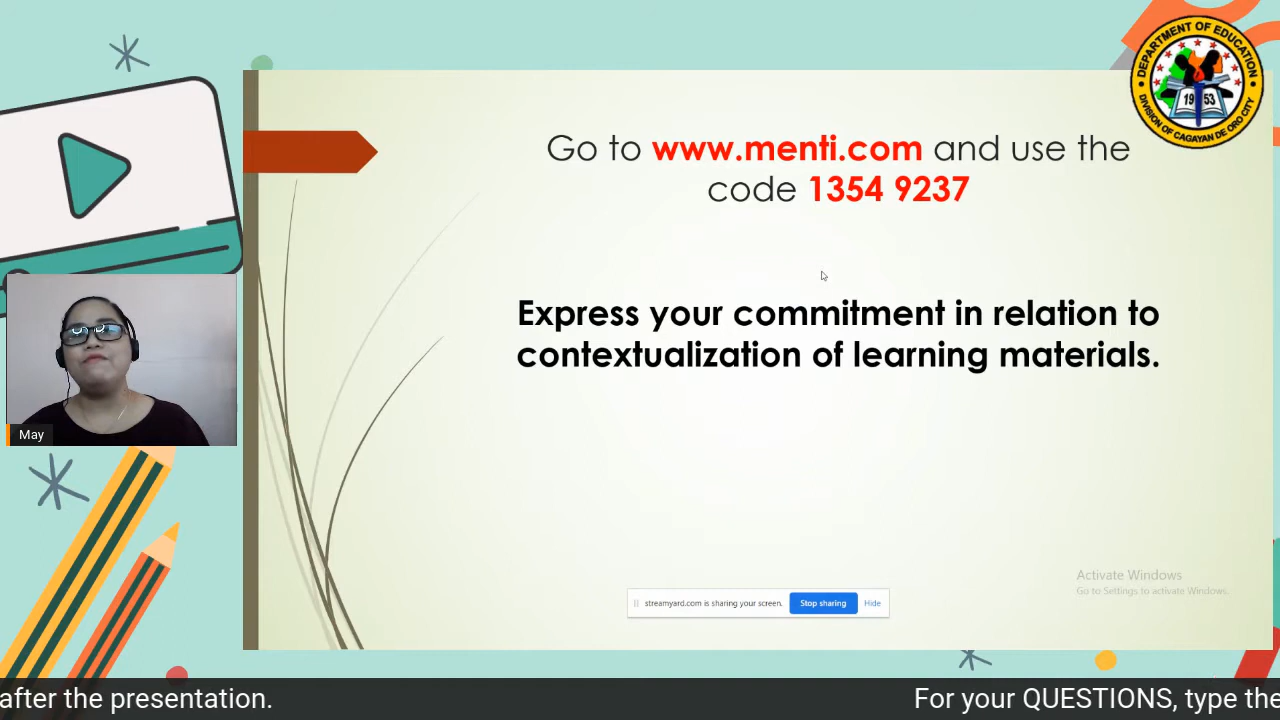 DEPARTMENT OF EDUCATION
19 53
DIVISION OF CAGAYAN DE ORO CITY
Go to www.menti.com and use the
code 1354 9237
Express your commitment in relation to
contextualization of learning materials.
May
Activate Windows
Go to Settings to activate Windows.
streamyard.com is sharing your screen. Stop sharing Hide
after the presentation. For your QUESTIONS, type the